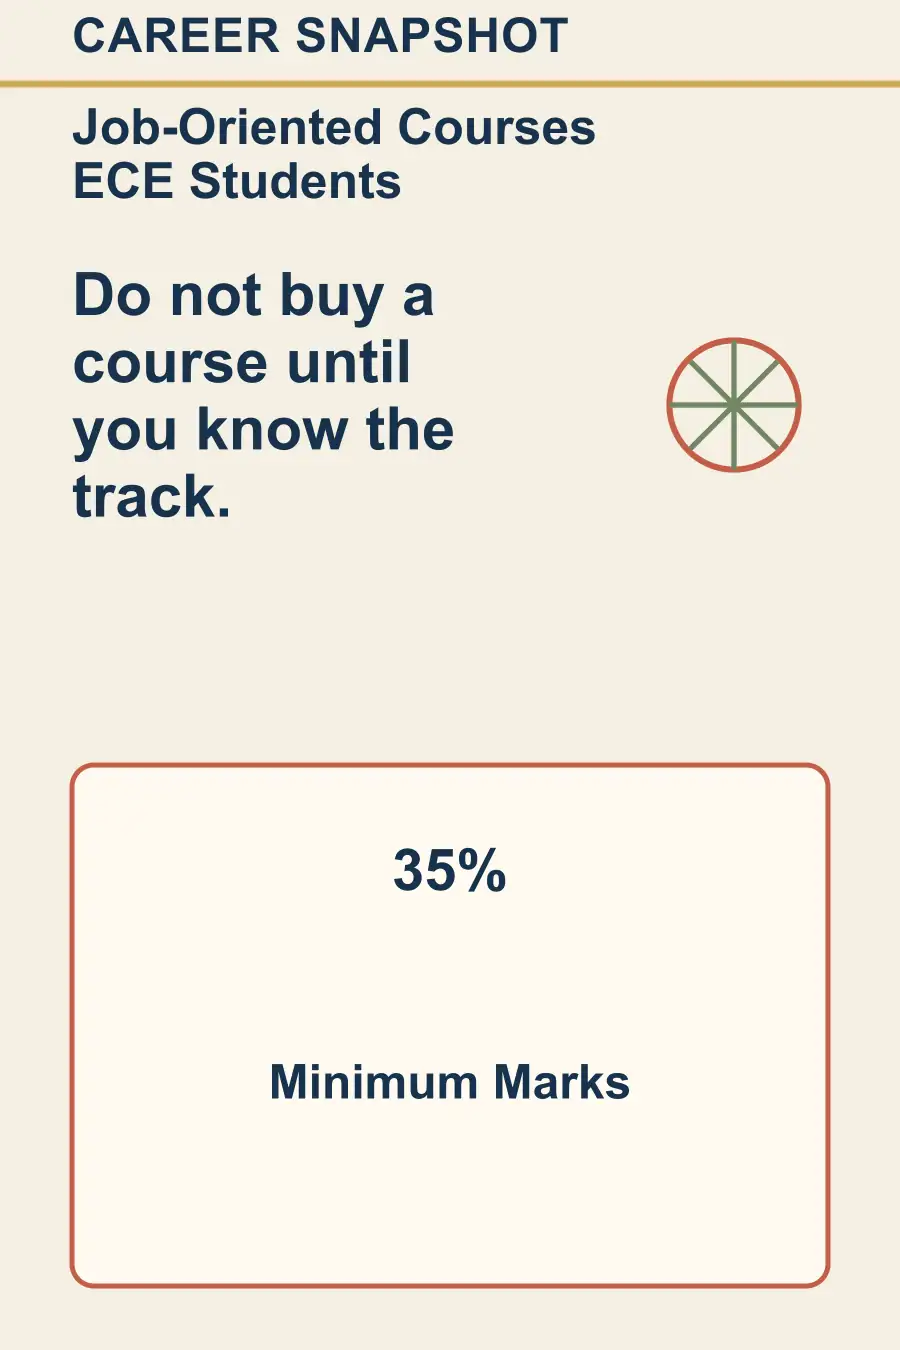 CAREER SNAPSHOT
Job-Oriented Courses
ECE Students
Do not buy a
course until
you know the
track.
35%
Minimum Marks